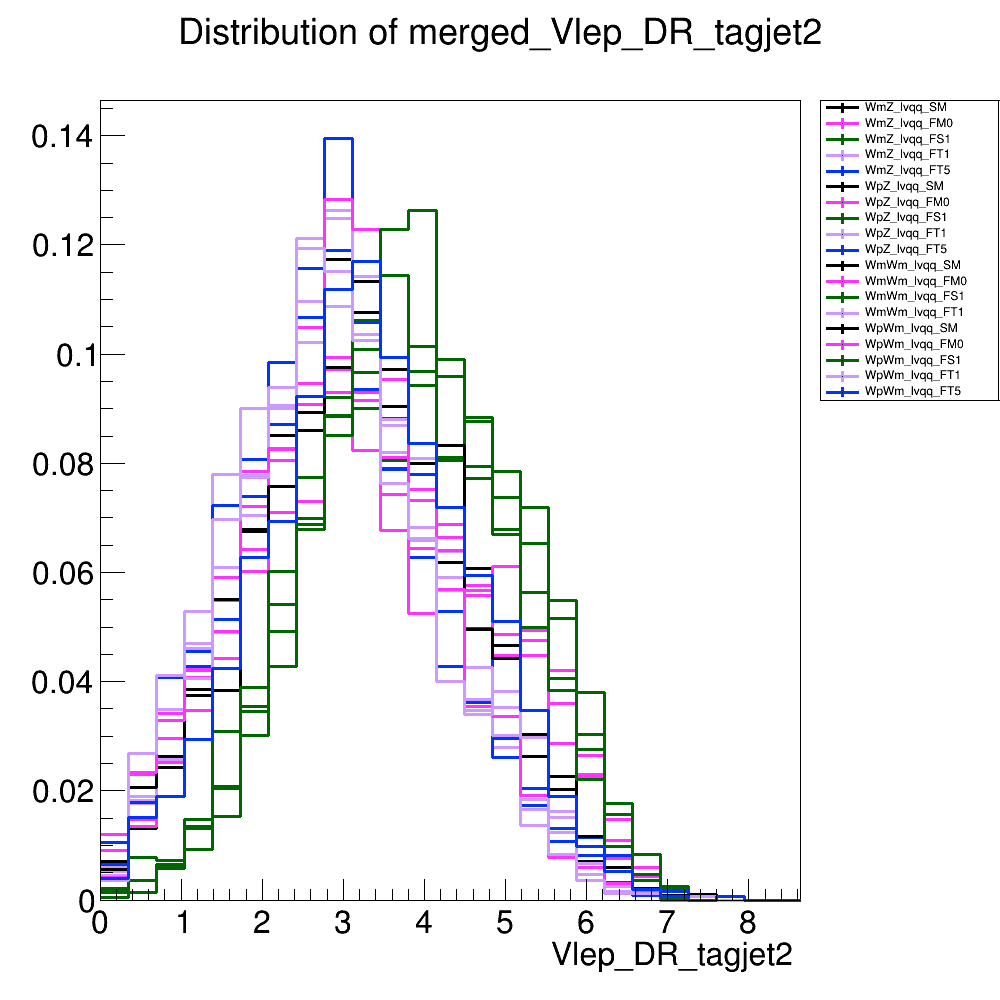 Distribution of merged_Vlep_DR_tagjet2
0.14
0.12
0.1
0.08
0.06
0.04
0.02
0
0 1 2 3 4 5 6 7 8
Vlep_DR_tagjet2
WmZ_lvqq_SM
WmZ_lvqq_FM0
WmZ_lvqq_FS1
WmZ_lvqq_FT1
WmZ_lvqq_FT5
WpZ_lvqq_SM
WpZ_lvqq_FM0
WpZ_lvqq_FS1
WpZ_lvqq_FT1
WpZ_lvqq_FT5
WmWm_lvqq_SM
WmWm_lvqq_FM0
WmWm_lvqq_FS1
WmWm_lvqq_FT1
WpWm_lvqq_SM
WpWm_lvqq_FM0
WpWm_lvqq_FS1
WpWm_lvqq_FT1
WpWm_lvqq_FT5